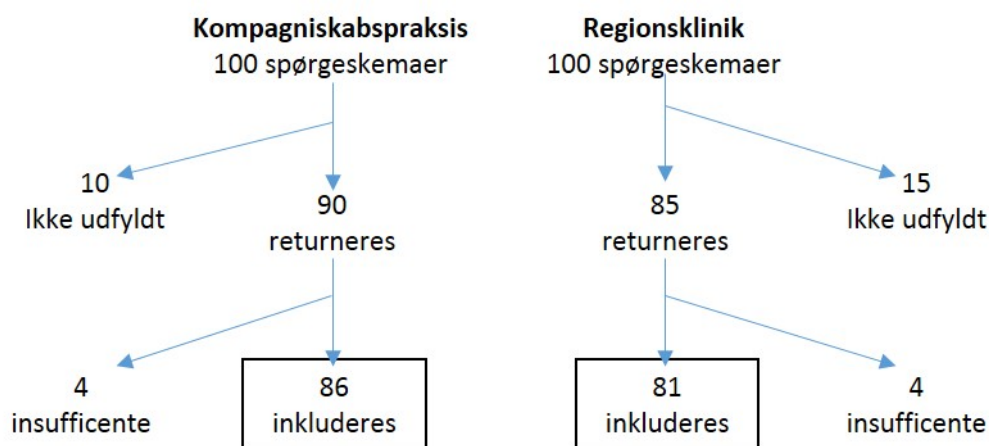 Kompagniskabspraksis
100 spørgeskemaer
Regionsklinik
100 spørgeskemaer
10
Ikke udfyldt
90
returneres
85
returneres
15
Ikke udfyldt
4
insufficente
86
inkluderes
81
inkluderes
4
insufficente